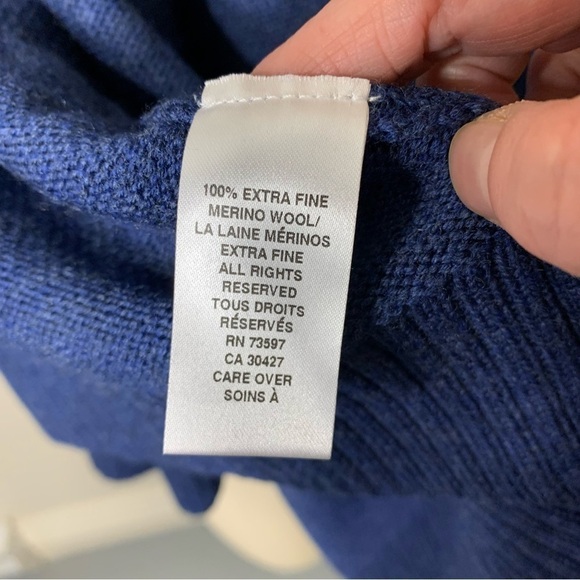 100% EXTRA FINE
MERINO WOOL/
LA LAINE MÉRINOS
EXTRA FINE
ALL RIGHTS
RESERVED
TOUS DROITS
RÉSERVÉS
RN 73597
CA 30427
CARE OVER
SOINS À